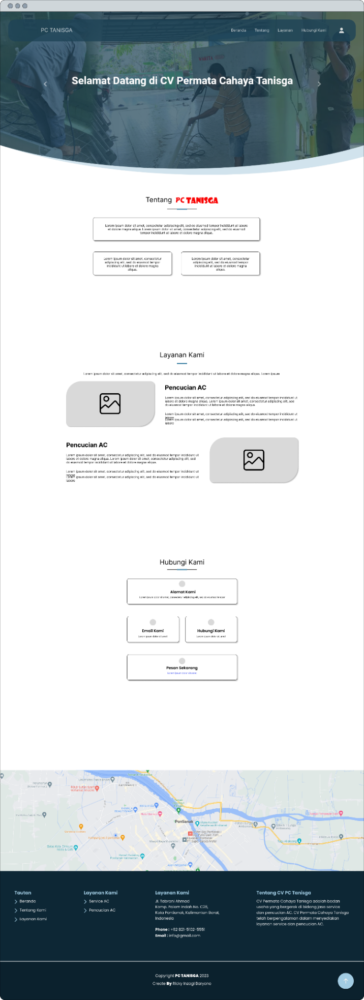 PC TANISGA
Beranda Tentang Layanan Hubungi Kami
WANITA
Selamat Datang di CV Permata Cahaya Tanisga
Tentang PC TANISGA
Lorem ipsum dolor sit amet, consectetur adipiscing elit, sed do eiusmod tempor incididunt ut labore
et dolore magna aliqua. Lorem ipsum dolor sit amet, consectetur adipiscing elit, sed do eiusmod
tempor incididunt ut labore et dolore magna aliqua.
Lorem ipsum dolor sit amet, consectetur
adipiscing elit, sed do eiusmod tempor
incididunt ut labore et dolore magna
aliqua.
Lorem ipsum dolor sit amet, consectetur
adipiscing elit, sed do eiusmod tempor
incididunt ut labore et dolore magna
aliqua.
Layanan Kami
Lorem ipsum dolor sit amet, consectetur adipiscing elit, sed do eiusmod tempor incididunt ut labore et dolore magna aliqua. Lorem ipsum
Pencucian AC
Lorem ipsum dolor sit amet, consectetur adipiscing elit, sed do eiusmod tempor incididunt ut
labore et dolore magna aliqua. Lorem ipsum dolor sit amet, consectetur adipiscing elit, sed
do eiusmod tempor incididunt ut labore et dolore magna aliqua.
Lorem ipsum dolor sit amet, consectetur adipiscing elit, sed do eiusmod tempor incididunt ut
labore
Lorem ipsum dolor sit amet, consectetur adipiscing elit, sed do eiusmod tempor incididunt ut
labore
Pencucian AC
Lorem ipsum dolor sit amet, consectetur adipiscing elit, sed do eiusmod tempor incididunt ut
labore et dolore magna aliqua. Lorem ipsum dolor sit amet, consectetur adipiscing elit, sed
do eiusmod tempor incididunt ut labore et dolore magna aliqua.
Lorem ipsum dolor sit amet, consectetur adipiscing elit, sed do eiusmod tempor incididunt ut
labore
Lorem ipsum dolor sit amet, consectetur adipiscing elit, sed do eiusmod tempor incididunt ut
labore
Hubungi Kami
Alamat Kami
Lorem ipsum dolor sit amet, consectetur adipiscing elit, sed do eiusmod tempor
Email Kami
Lorem ipsum dolor sit amet
Hubungi Kami
Lorem ipsum dolor sit amet
Pesan Sekarang
Lorem ipsum dolor sit amet
RSUD Sultan Syarif
Mohamad Alkadrie
KAMALA
BEAUTYMART
Mitra Anda
Pontianak
Kampung
Masjid Raya Mujahidin
Ayani Megamall
Tautan
Beranda
Tentang Kami
Layanan Kami
Layanan Kami
Service AC
Pencucian AC
Layanan Kami
Jl. Tabrani Ahmad
Komp. Palem Indah No. C28,
Kota Pontianak, Kalimantan Barat,
Indonesia
Phone : +62 821-5102-5551
Email : info@gmail.com
Tentang CV PC Tanisga
CV Permata Cahaya Tanisga adalah badan
usaha yang bergerak di bidang jasa service
dan pencucian AC. CV Permata Cahaya Tanisga
telah berpengalaman dalam menyediakan
layanan service dan pencucian AC.
Copyright PC TANISGA 2023
Create By Ricky Inzagi Daryono